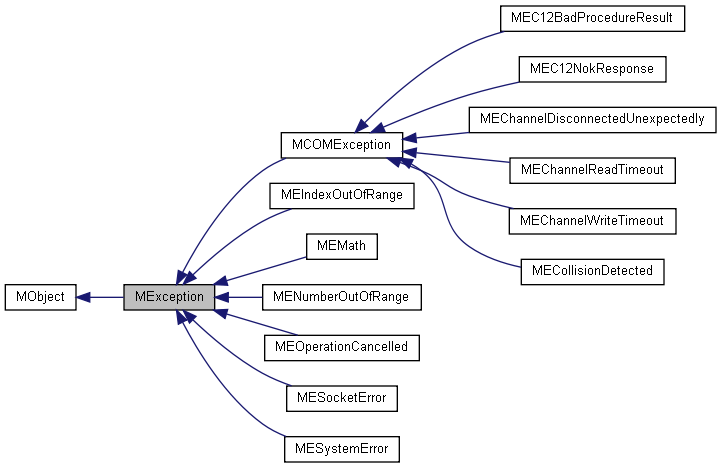 MEC12BadProcedureResult
MEC12NokResponse
MEChannelDisconnectedUnexpectedly
MCOMException
MEChannelReadTimeout
MEIndexOutOfRange
MEChannelWriteTimeout
MEMath
MECollisionDetected
MObject
MException
MENumberOutOfRange
MEOperationCancelled
MESocketError
MESystemError